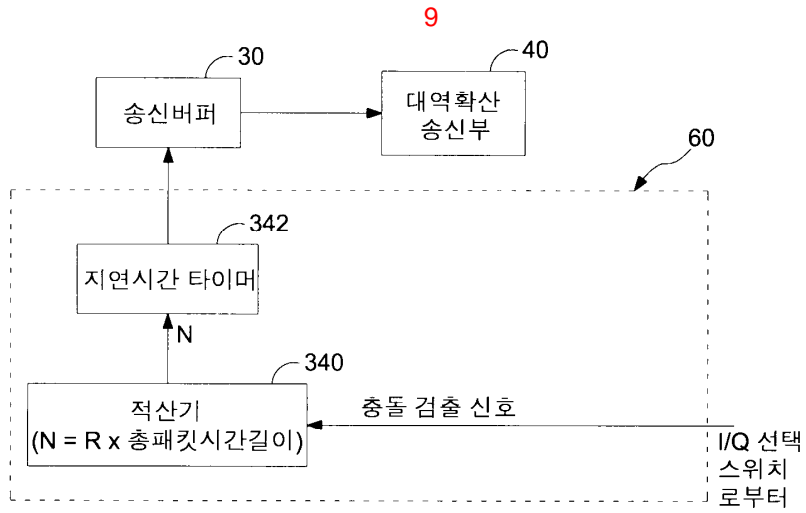 9
30
송신버퍼
40
대역확산
송신부
60
342
지연시간 타이머
N
340
적산기
(N = R x 총패킷시간길이)
충돌 검출 신호
I/Q 선택
스위치
로부터